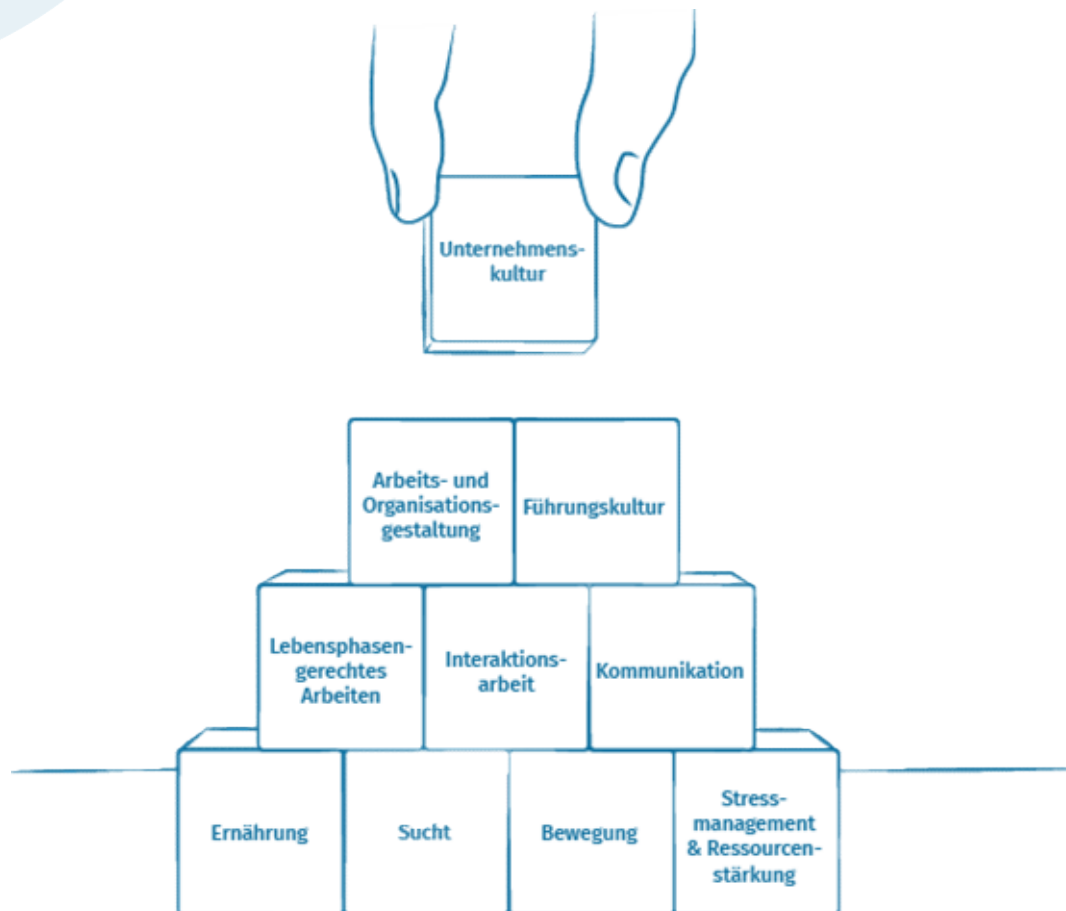 Unternehmens-
kultur
Arbeits- und
Organisations-
gestaltung
Führungskultur
Lebensphasen-
gerechtes
Arbeiten
Interaktions-
arbeit
Kommunikation
Ernährung
Sucht
Bewegung
Stress-
management
& Ressourcen-
stärkung